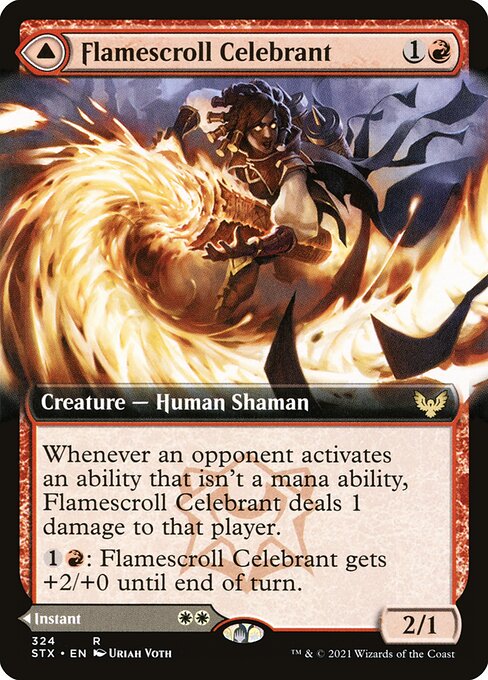 Flamescroll Celebrant 1
Creature — Human Shaman
Whenever an opponent activates
an ability that isn't a mana ability,
Flamescroll Celebrant deals 1
damage to that player.
1 : Flamescroll Celebrant gets
+2/+0 until end of turn.
Instant
2/1
324 R
STX • EN Uriah Voth
™ & © 2021 Wizards of the Coast